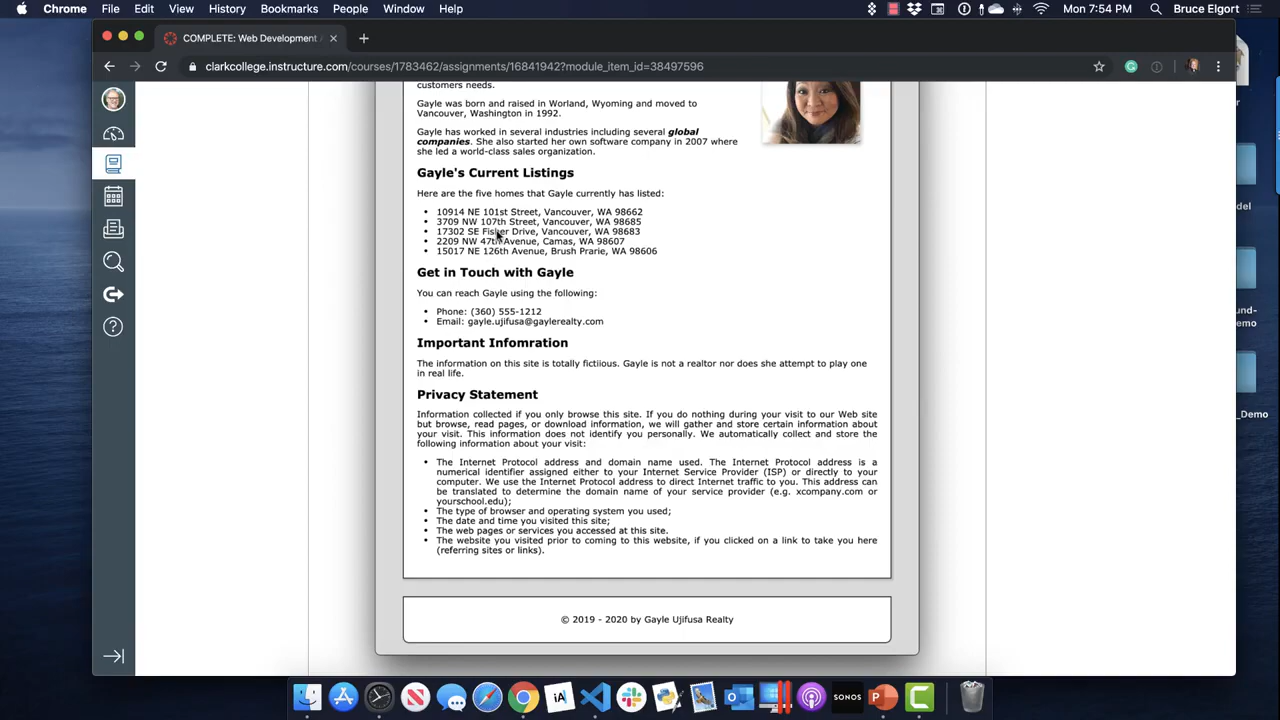 Chrome File Edit View History Bookmarks People Window Help Mon 7:54 PM Bruce Elgort
COMPLETE: Web Development
clarkcollege.instructure.com/courses/1783462/assignments/16841942?module_item_id=38497596
customers needs.
Gayle was born and raised in Worland, Wyoming and moved to
Vancouver, Washington in 1992.
Gayle has worked in several industries including several global
companies. She also started her own software company in 2007 where
she led a world-class sales organization.
Gayle's Current Listings
Here are the five homes that Gayle currently has listed:
• 10914 NE 101st Street, Vancouver, WA 98662
• 3709 NW 107th Street, Vancouver, WA 98685
• 17302 SE Fisher Drive, Vancouver, WA 98683
• 2209 NW 47th Avenue, Camas, WA 98607
• 15017 NE 126th Avenue, Brush Prarie, WA 98606
Get in Touch with Gayle
You can reach Gayle using the following:
• Phone: (360) 555-1212
• Email: gayle.ujifusa@gaylerealty.com
Important Infomration
The information on this site is totally fictiious. Gayle is not a realtor nor does she attempt to play one
in real life.
Privacy Statement
Information collected if you only browse this site. If you do nothing during your visit to our Web site
but browse, read pages, or download information, we will gather and store certain information about
your visit. This information does not identify you personally. We automatically collect and store the
following information about your visit:
• The Internet Protocol address and domain name used. The Internet Protocol address is a
numerical identifier assigned either to your Internet Service Provider (ISP) or directly to your
computer. We use the Internet Protocol address to direct Internet traffic to you. This address can
be translated to determine the domain name of your service provider (e.g. xcompany.com or
yourschool.edu);
• The type of browser and operating system you used;
• The date and time you visited this site;
• The web pages or services you accessed at this site.
• The website you visited prior to coming to this website, if you clicked on a link to take you here
(referring sites or links).
© 2019 - 2020 by Gayle Ujifusa Realty
r
del
und-
emo
_Demo
iA
SONOS